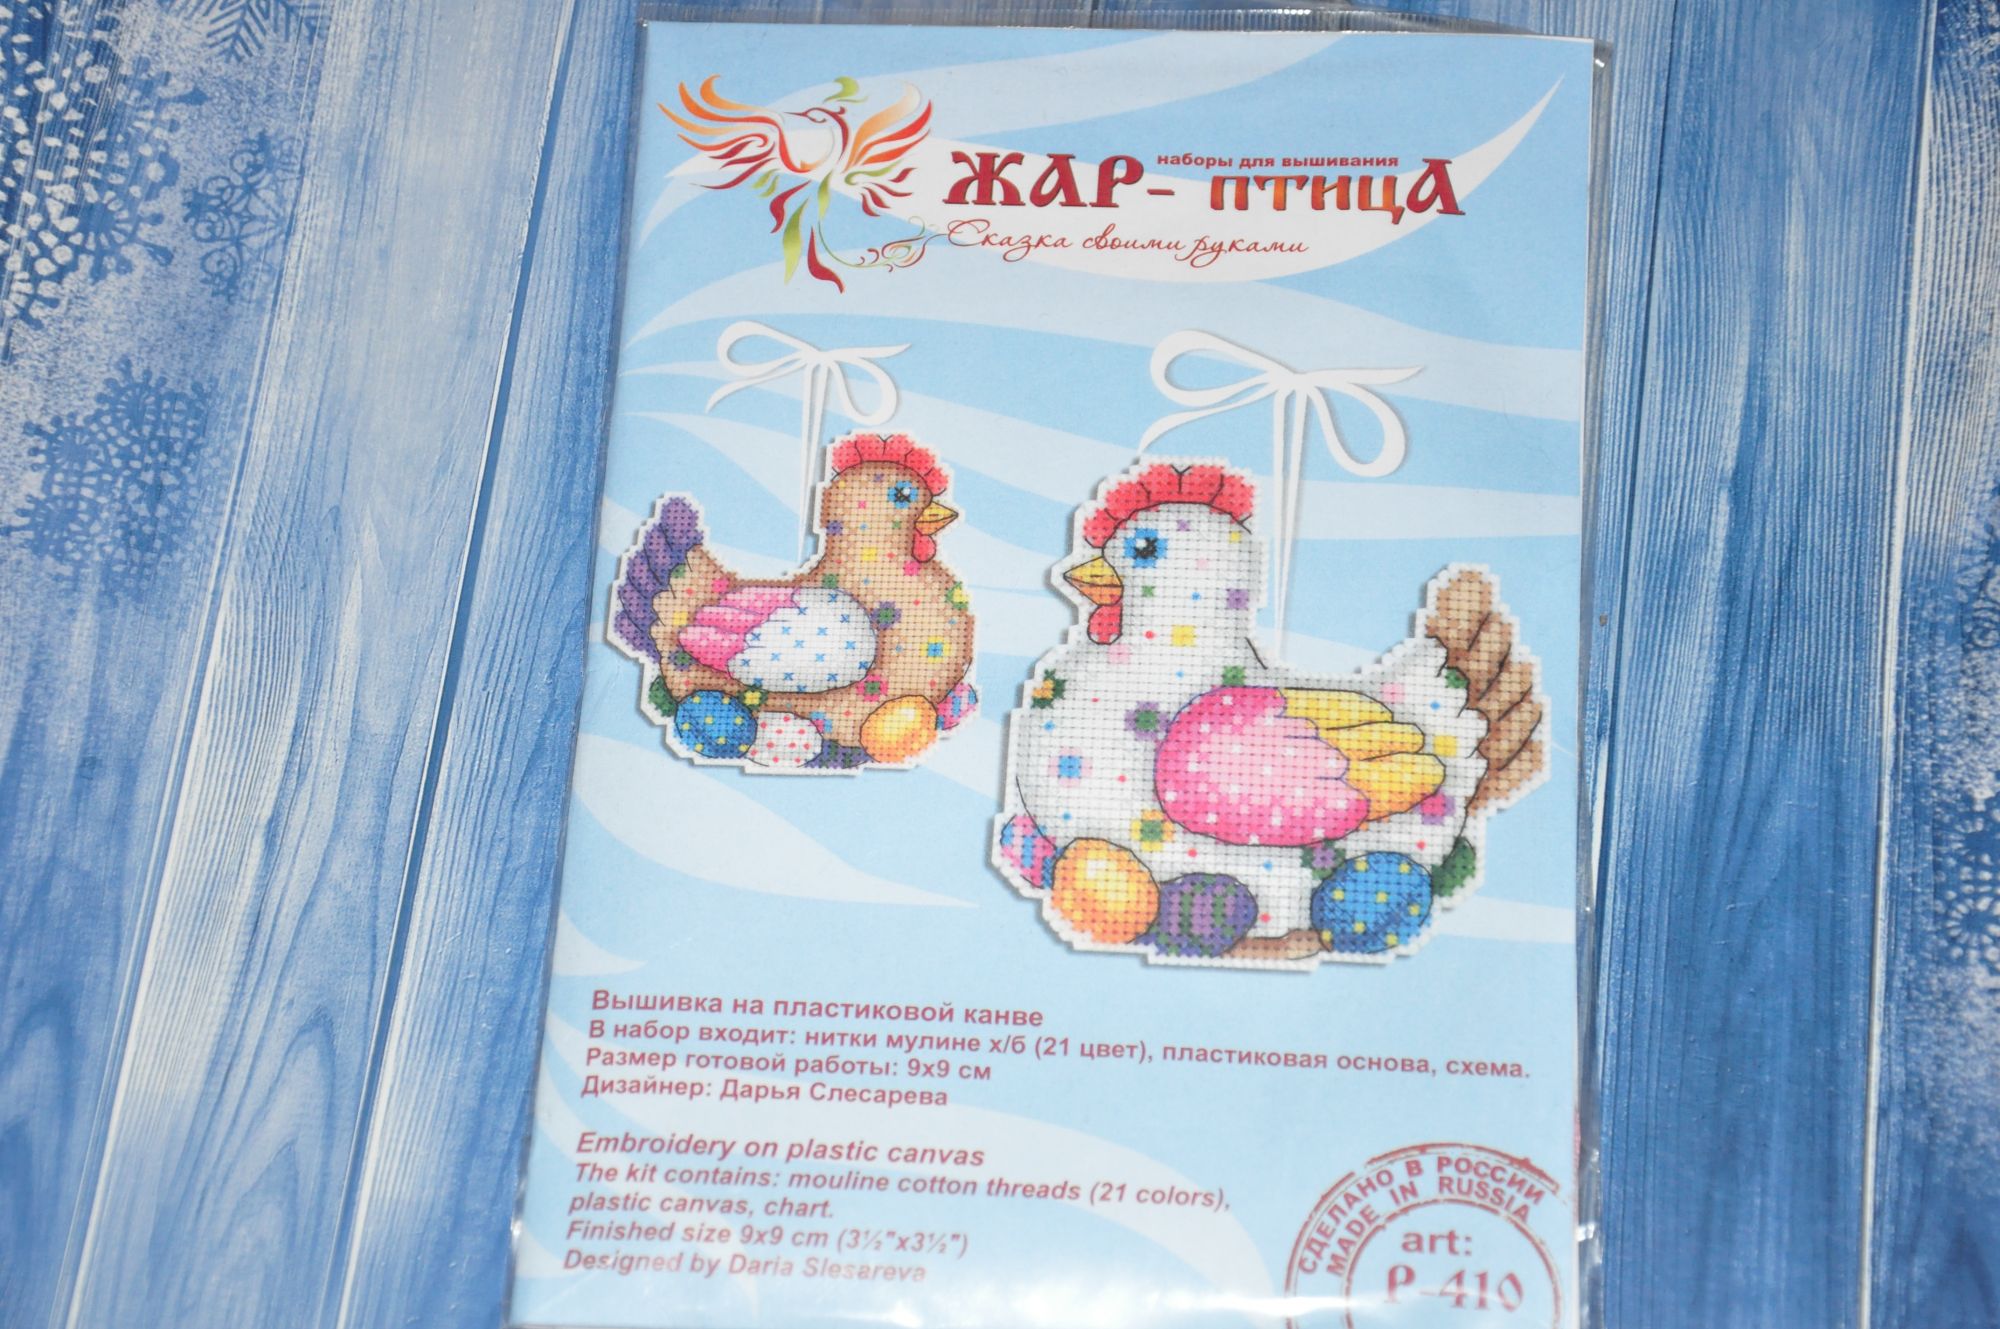 наборы для вышивания
ЖАР-ПТИЦА
Сказка своими руками
Вышивка на пластиковой канве
В набор входит: нитки мулине х/б (21 цвет), пластиковая основа, схема.
Размер готовой работы: 9х9 см
Дизайнер: Дарья Слесарева
Embroidery on plastic canvas
The kit contains: mouline cotton threads (21 colors),
plastic canvas, chart.
Finished size 9x9 cm (3½"x3½")
Designed by Daria Slesareva
СДЕЛАНО В РОССИИ
MADE IN RUSSIA
art:
Р-410